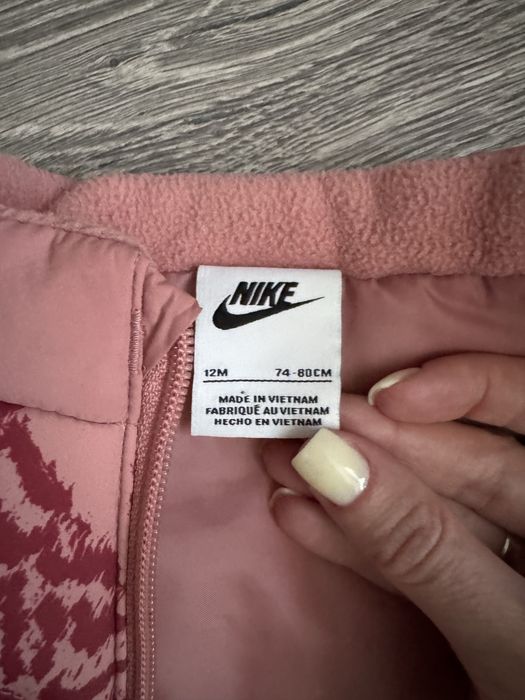 NIKE
12M 74-80CM
MADE IN VIETNAM
FABRIQUÉ AU VIETNAM
HECHO EN VIETNAM